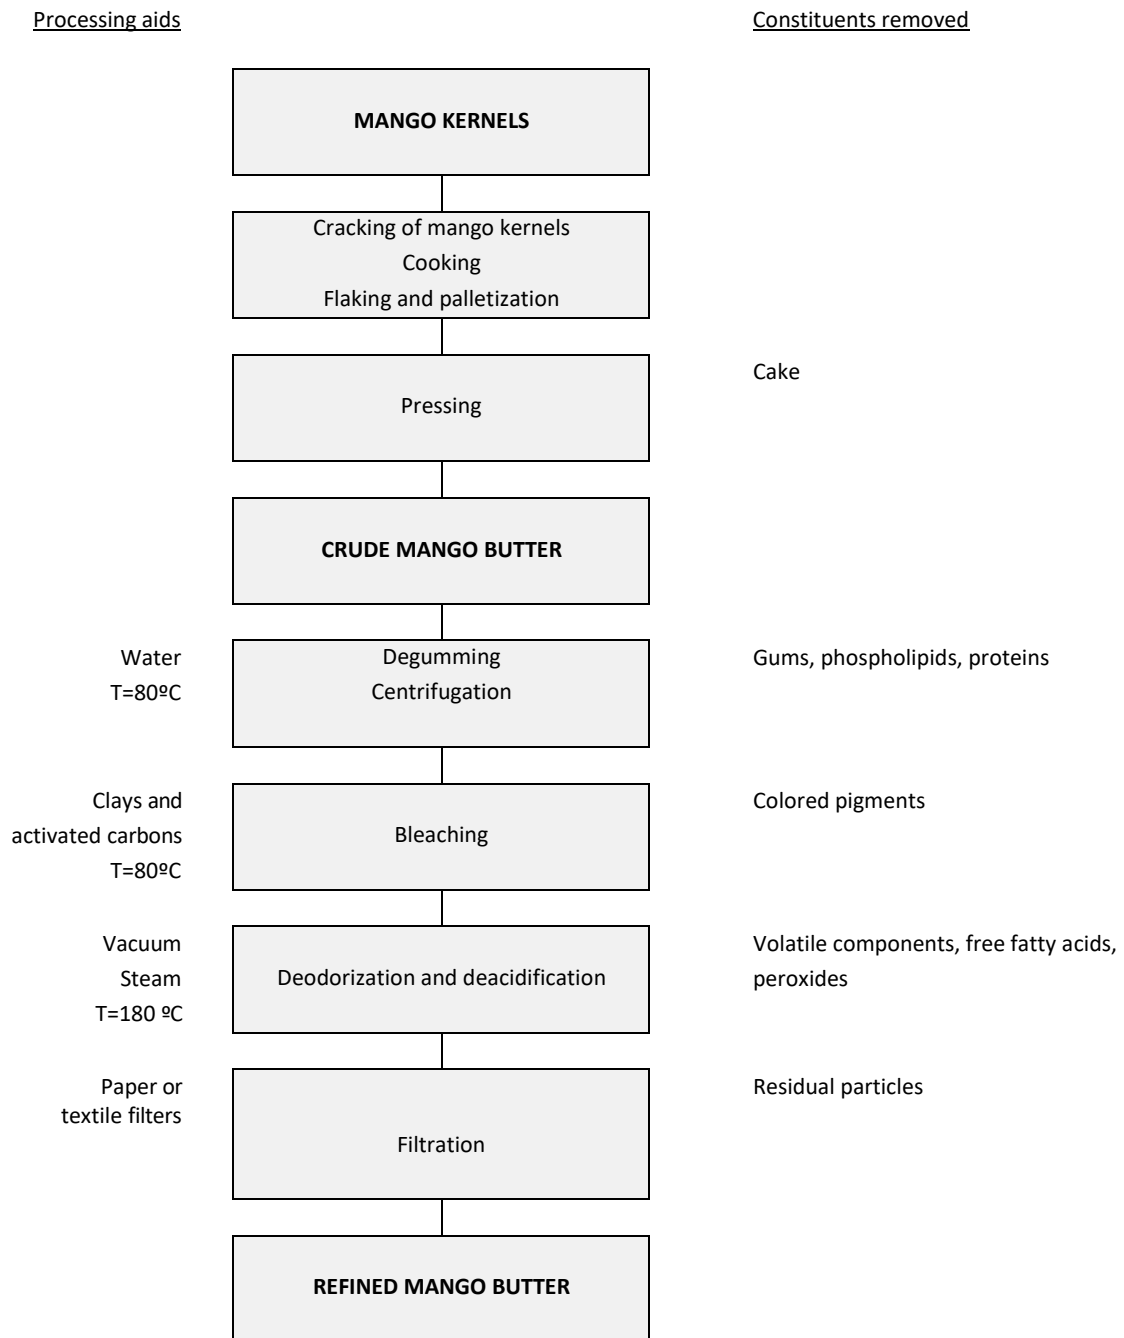 Processing aids
Constituents removed
MANGO KERNELS
Cracking of mango kernels
Cooking
Flaking and palletization
Pressing
Cake
CRUDE MANGO BUTTER
Water
T=80ºC
Degumming
Centrifugation
Gums, phospholipids, proteins
Clays and
activated carbons
T=80ºC
Bleaching
Colored pigments
Vacuum
Steam
T=180 ºC
Deodorization and deacidification
Volatile components, free fatty acids,
peroxides
Paper or
textile filters
Filtration
Residual particles
REFINED MANGO BUTTER